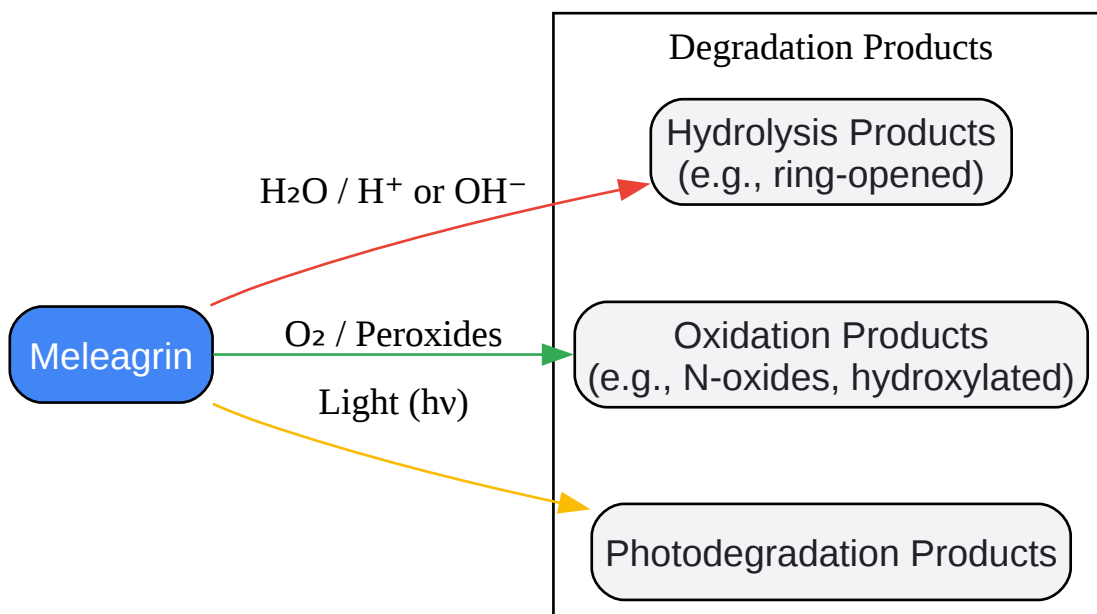 Degradation Products
Hydrolysis Products
(e.g., ring-opened)
H₂O / H⁺ or OH⁻
Meleagrin
O₂ / Peroxides
Oxidation Products
(e.g., N-oxides, hydroxylated)
Light (hν)
Photodegradation Products